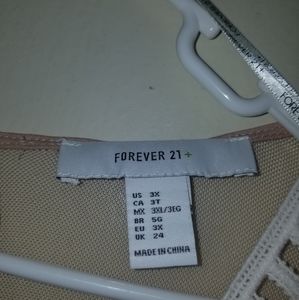 FOREVER 21+
US 3X
CA 3T
MX 3XL/3EG
BR 5G
EU 3X
UK 24
MADE IN CHINA